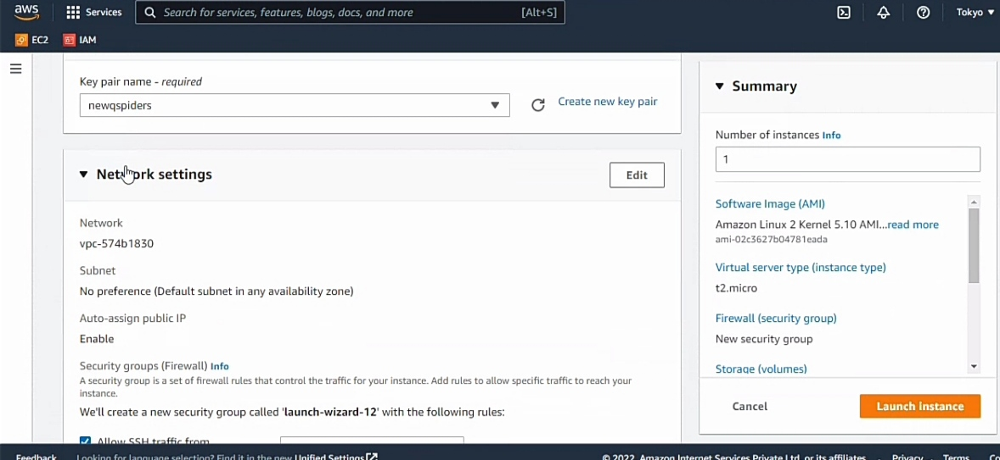 aws
Services
Search for services, features, blogs, docs, and more
[Alt+S]
Tokyo
EC2
IAM
Key pair name - required
newqspiders
Create new key pair
Network settings
Edit
Network
vpc-574b1830
Subnet
No preference (Default subnet in any availability zone)
Auto-assign public IP
Enable
Security groups (Firewall) Info
A security group is a set of firewall rules that control the traffic for your instance. Add rules to allow specific traffic to reach your
instance.
We'll create a new security group called 'launch-wizard-12' with the following rules:
Allow SSH traffic from
Summary
Number of instances Info
1
Software Image (AMI)
Amazon Linux 2 Kernel 5.10 AMI...read more
ami-02c3627b04781eada
Virtual server type (instance type)
t2.micro
Firewall (security group)
New security group
Storage (volumes)
Cancel
Launch instance
Feedback
Looking for language selection? Find it in the new Unified Settings
© 2022, Amazon Internet Services Private Ltd. or its affiliates.
Privacy
Terms